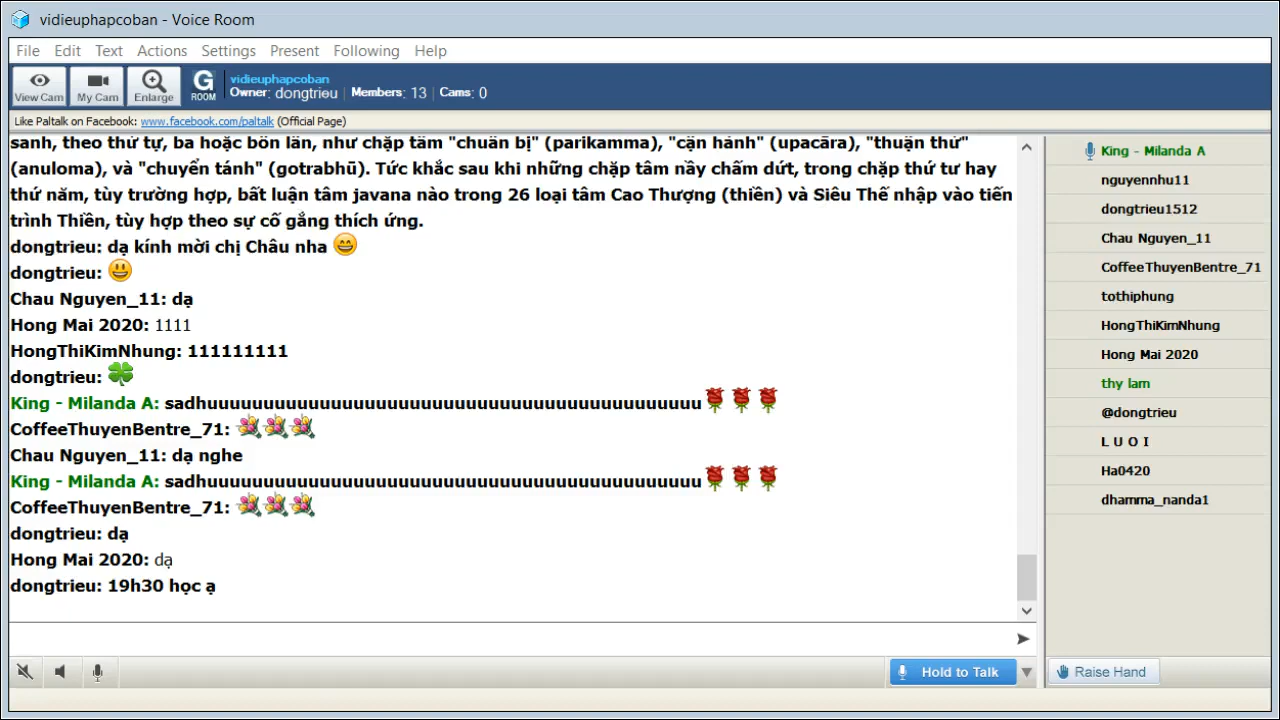 vidieuphapcoban - Voice Room
File Edit Text Actions Settings Present Following Help
View Cam My Cam Enlarge G ROOM vidieuphapcoban
Owner: dongtrieu | Members: 13 | Cams: 0
Like Paltalk on Facebook: www.facebook.com/paltalk (Official Page)
sanh, theo thứ tự, ba hoặc bốn lần, như chặp tâm "chuẩn bị" (parikamma), "cận hành" (upacāra), "thuận thứ"
(anuloma), và "chuyển tánh" (gotrabhū). Tức khắc sau khi những chặp tâm nầy chấm dứt, trong chặp thứ tư hay
thứ năm, tùy trường hợp, bất luận tâm javana nào trong 26 loại tâm Cao Thượng (thiền) và Siêu Thế nhập vào tiến
trình Thiền, tùy hợp theo sự cố gắng thích ứng.
dongtrieu: dạ kính mời chị Châu nha
dongtrieu:
Chau Nguyen_11: dạ
Hong Mai 2020: 1111
HongThiKimNhung: 111111111
dongtrieu:
King - Milanda A: sadhuuuuuuuuuuuuuuuuuuuuuuuuuuuuuuuuuuuuuuuuuuuu
CoffeeThuyenBentre_71:
Chau Nguyen_11: dạ nghe
King - Milanda A: sadhuuuuuuuuuuuuuuuuuuuuuuuuuuuuuuuuuuuuuuuuuuuu
CoffeeThuyenBentre_71:
dongtrieu: dạ
Hong Mai 2020: dạ
dongtrieu: 19h30 học ạ
Hold to Talk
King - Milanda A
nguyennhu11
dongtrieu1512
Chau Nguyen_11
CoffeeThuyenBentre_71
tothiphung
HongThiKimNhung
Hong Mai 2020
thy lam
@dongtrieu
L U O I
Ha0420
dhamma_nanda1
Raise Hand